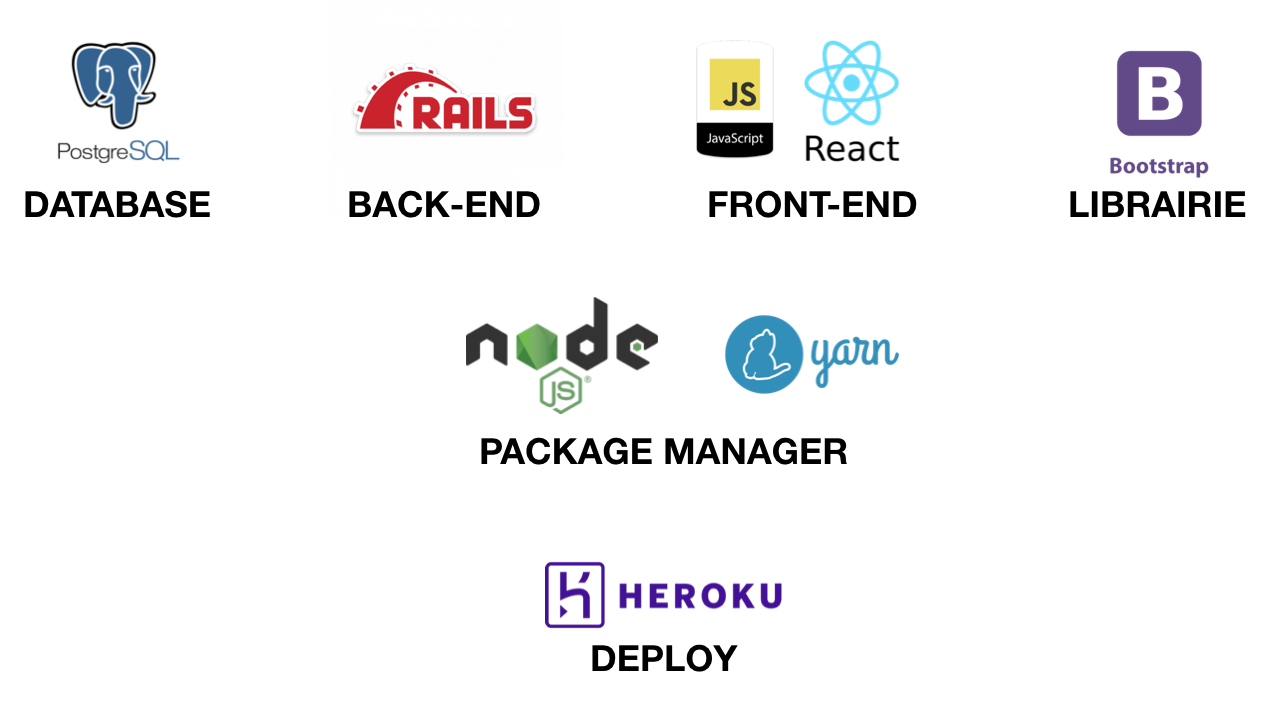 PostgreSQL
DATABASE
RAILS
BACK-END
JS
JavaScript
React
FRONT-END
B
Bootstrap
LIBRAIRIE
node
JS®
yarn
PACKAGE MANAGER
HEROKU
DEPLOY